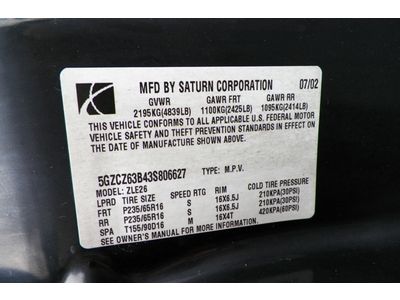 MFD BY SATURN CORPORATION 07/02
GVWR GAWR FRT GAWR RR
2195KG(4839LB) 1100KG(2425LB) 1095KG(2414LB)
THIS VEHICLE CONFORMS TO ALL APPLICABLE U.S. FEDERAL MOTOR
VEHICLE SAFETY AND THEFT PREVENTION STANDARDS IN EFFECT ON
THE DATE OF MANUFACTURE SHOWN ABOVE.
5GZCZ63B43S806627 TYPE: M.P.V.
MODEL: ZLE26
LPRD TIRE SIZE SPEED RTG RIM COLD TIRE PRESSURE
FRT P235/65R16 S 16X6.5J 210KPA(30PSI)
RR P235/65R16 S 16X6.5J 210KPA(30PSI)
SPA T155/90D16 M 16X4T 420KPA(60PSI)
SEE OWNER'S MANUAL FOR MORE INFORMATION.